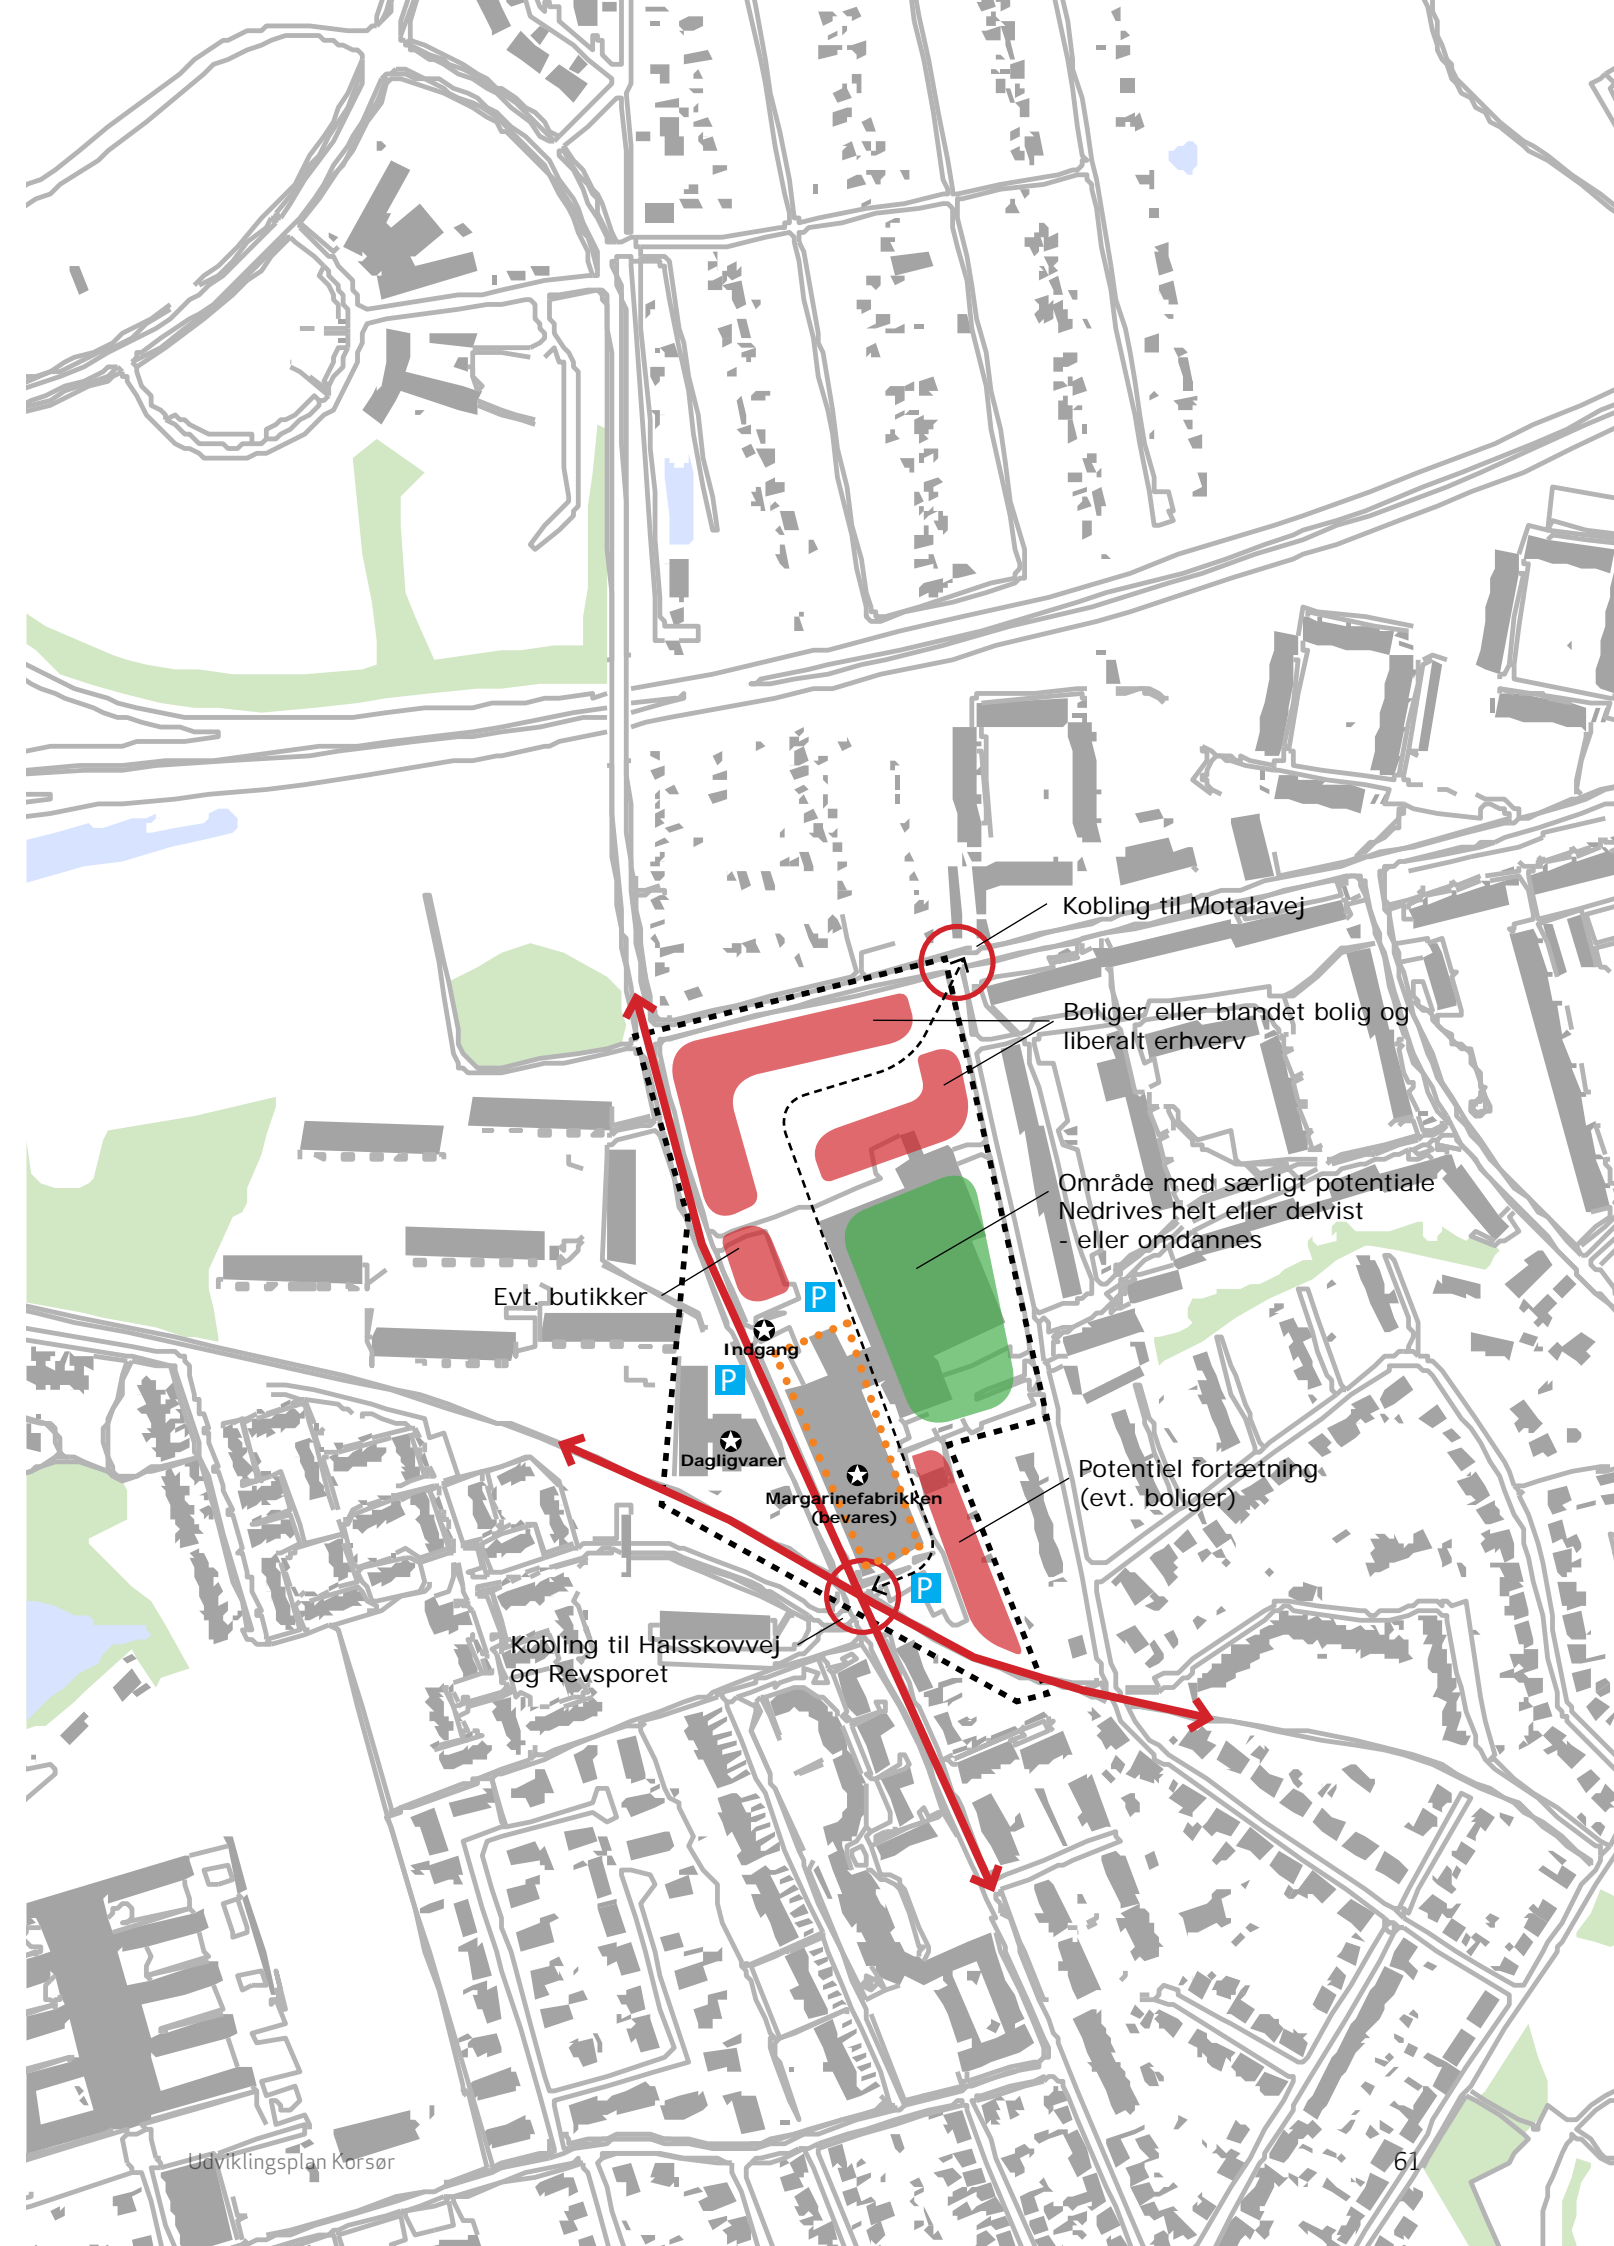 Kobling til Motalavej
Boliger eller blandet bolig og
liberalt erhverv
Område med særligt potentiale
Nedrives helt eller delvist
- eller omdannes
Evt. butikker
P
Indgang
P
Dagligvarer
Potentiel fortætning
(evt. boliger)
Margarinefabrikken
(bevares)
P
Kobling til Halsskovvej
og Revsporet
Udviklingsplan Korsør
61